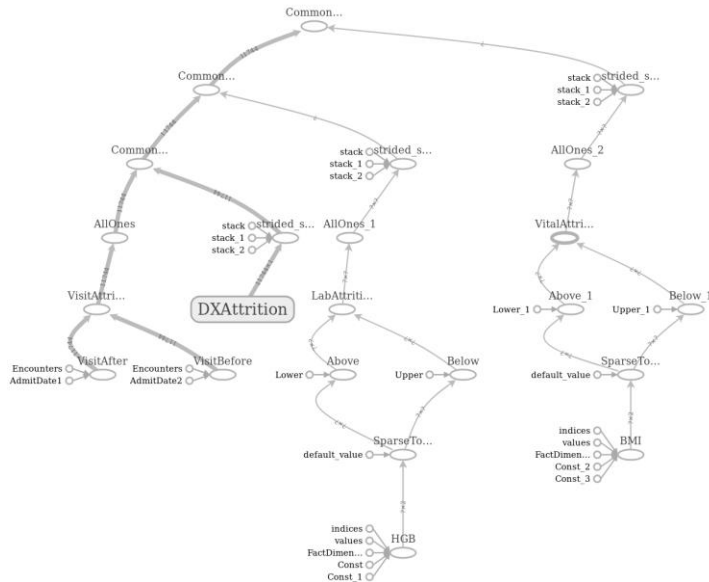 Common...
Common...
strided_s...
stack
stack_1
stack_2
Common...
strided_s...
stack
stack_1
stack_2
AllOnes_2
AllOnes
strided_s...
stack
stack_1
stack_2
AllOnes_1
VitalAttri...
VisitAttri...
DXAttrition
LabAttriti...
Above_1
Lower_1
Below_1
Upper_1
VisitAfter
Encounters
AdmitDate1
VisitBefore
Encounters
AdmitDate2
Above
Lower
Below
Upper
SparseTo...
default_value
SparseTo...
default_value
BMI
indices
values
FactDimen...
Const_2
Const_3
HGB
indices
values
FactDimen...
Const
Const_1